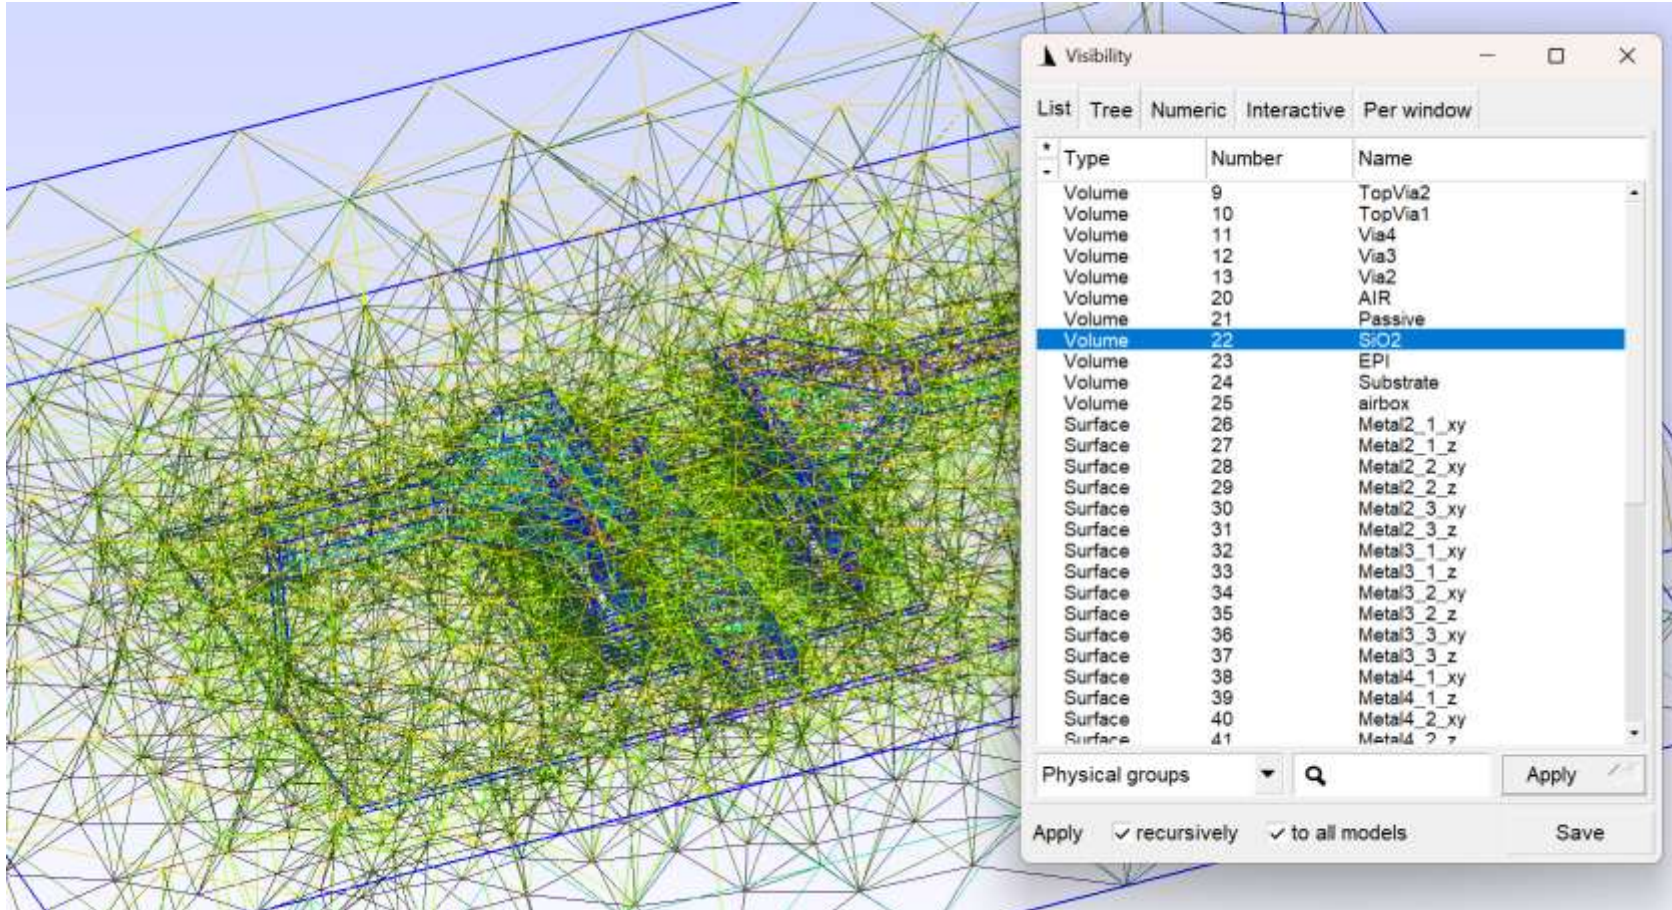 Visibility
List Tree Numeric Interactive Per window
* Type Number Name
-
Volume 9 TopVia2
Volume 10 TopVia1
Volume 11 Via4
Volume 12 Via3
Volume 13 Via2
Volume 20 AIR
Volume 21 Passive
Volume 22 SiO2
Volume 23 EPI
Volume 24 Substrate
Volume 25 airbox
Surface 26 Metal2_1_xy
Surface 27 Metal2_1_z
Surface 28 Metal2_2_xy
Surface 29 Metal2_2_z
Surface 30 Metal2_3_xy
Surface 31 Metal2_3_z
Surface 32 Metal3_1_xy
Surface 33 Metal3_1_z
Surface 34 Metal3_2_xy
Surface 35 Metal3_2_z
Surface 36 Metal3_3_xy
Surface 37 Metal3_3_z
Surface 38 Metal4_1_xy
Surface 39 Metal4_1_z
Surface 40 Metal4_2_xy
Surface 41 Metal4_2_z
Physical groups Apply
Apply recursively to all models Save